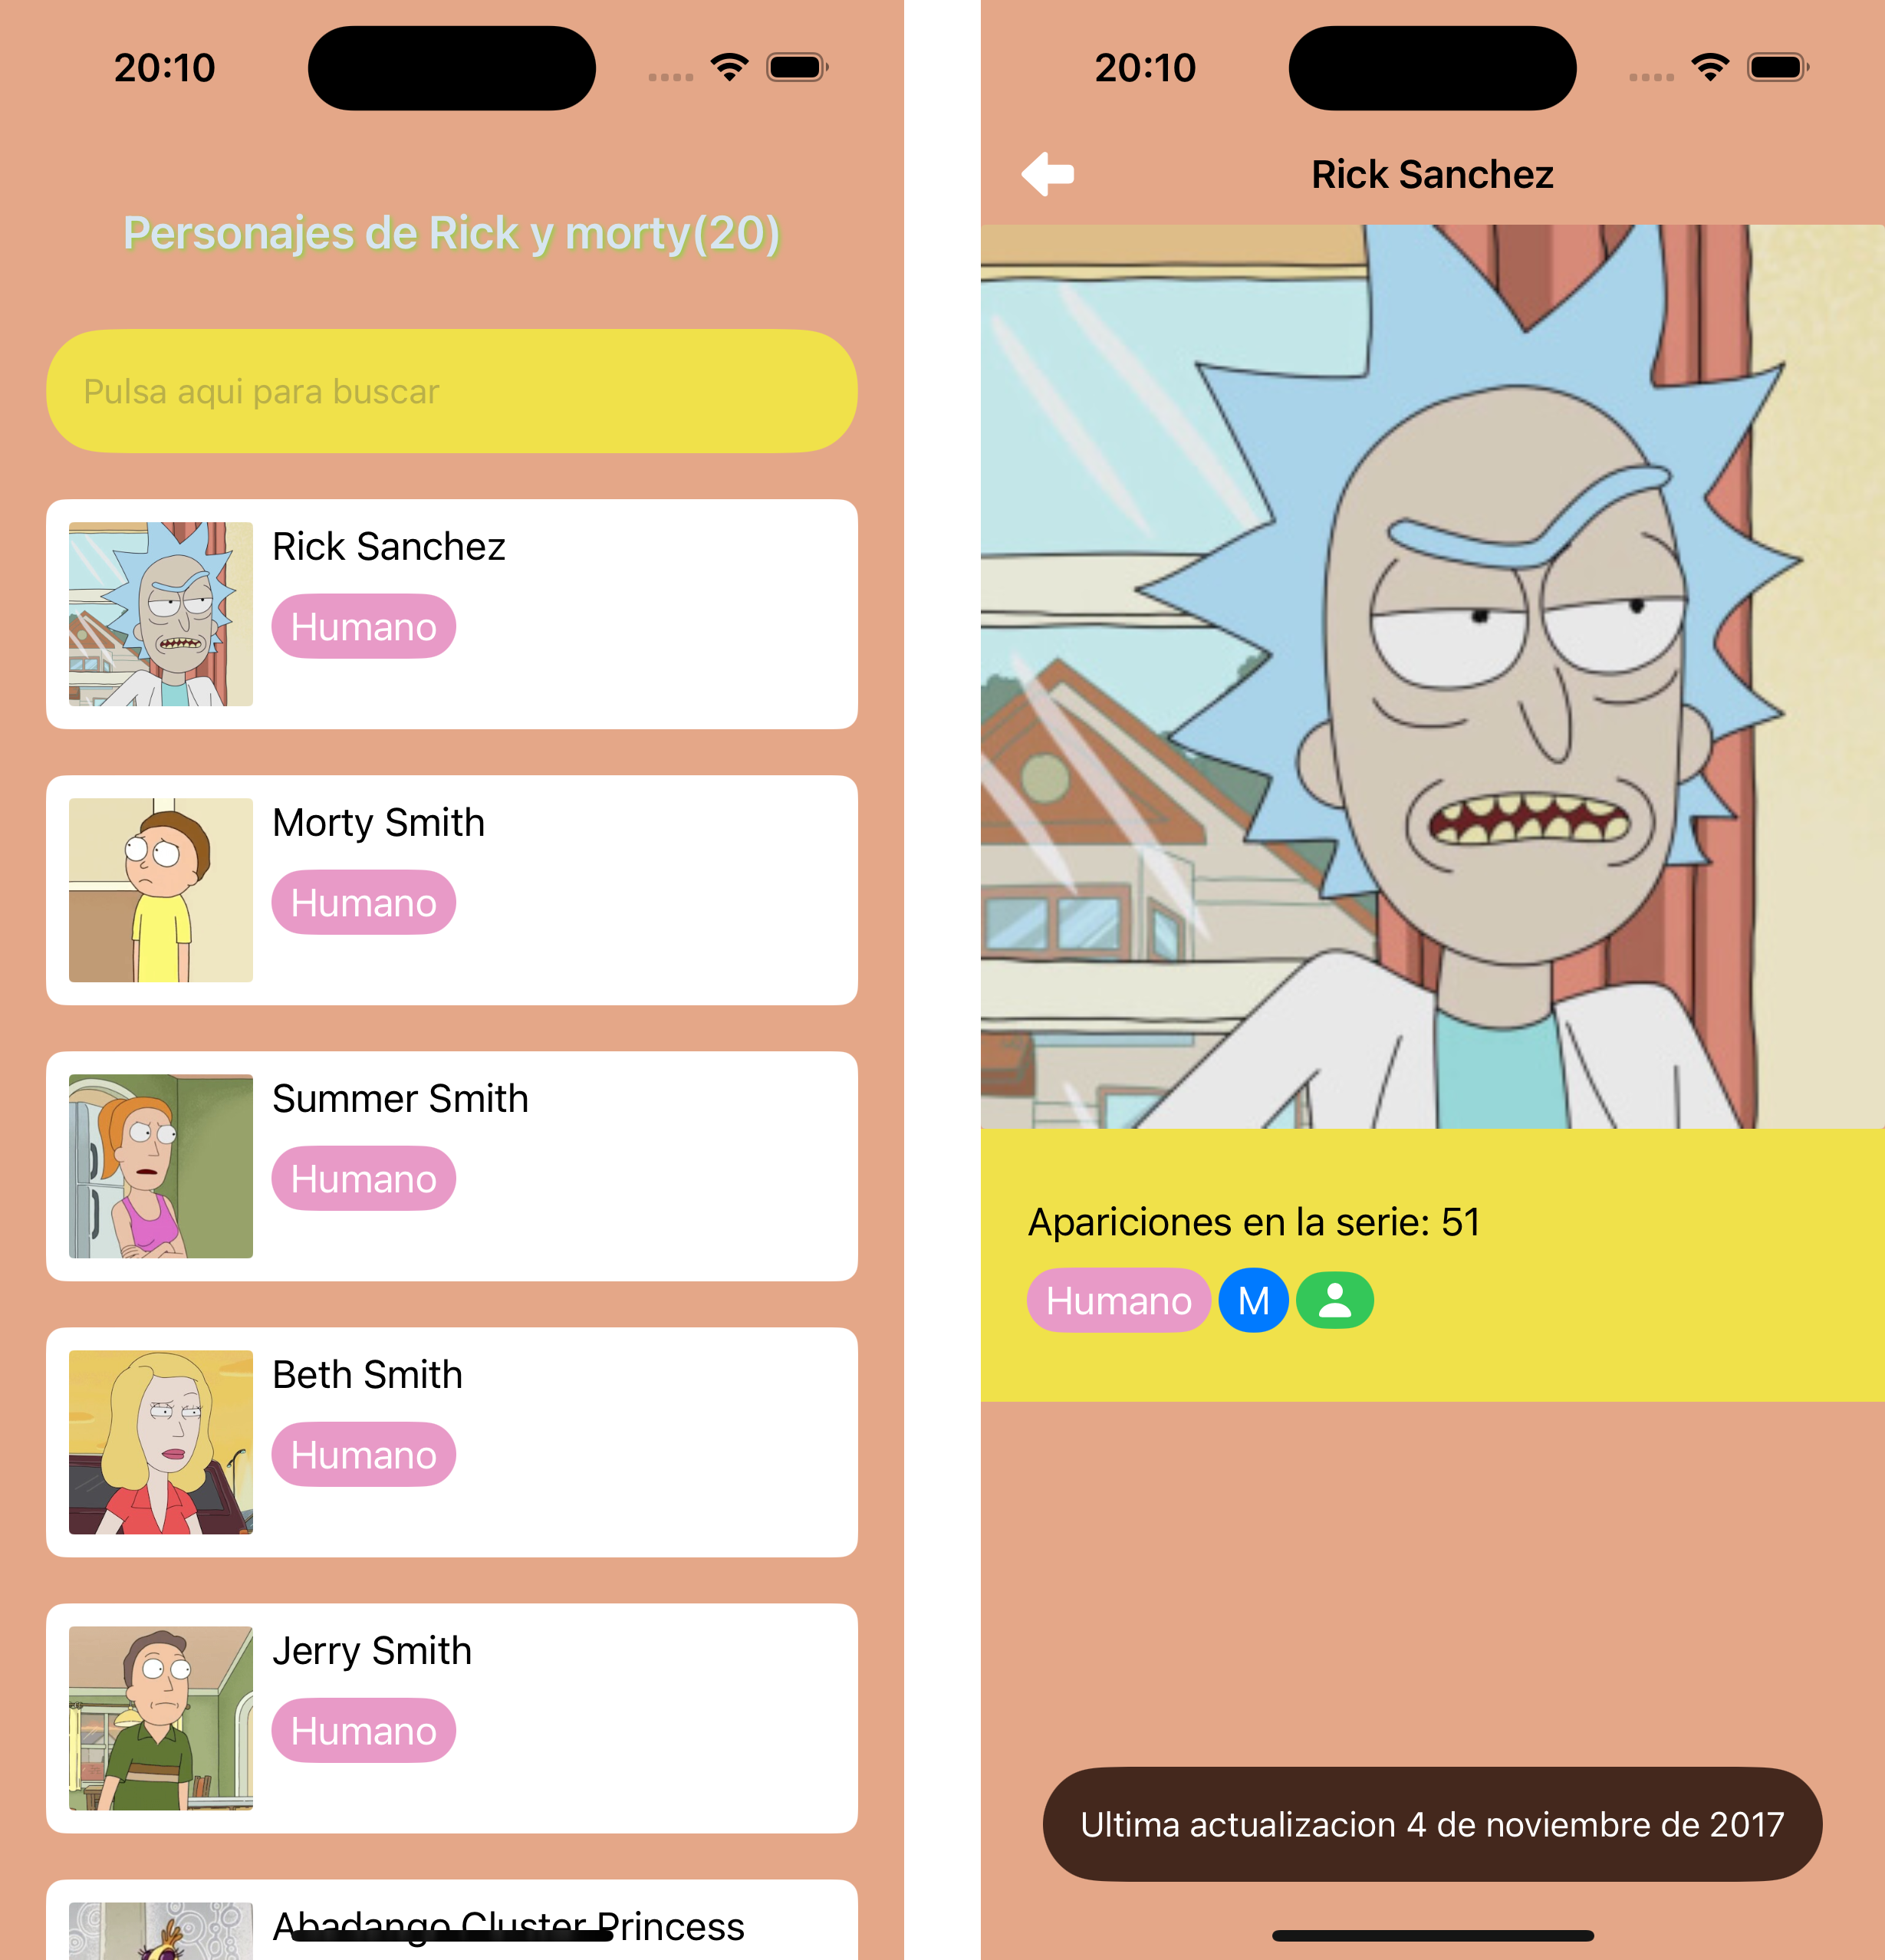 20:10
Personajes de Rick y morty(20)
Pulsa aqui para buscar
Rick Sanchez
Humano
Morty Smith
Humano
Summer Smith
Humano
Beth Smith
Humano
Jerry Smith
Humano
Abadango Cluster Princess
20:10
Rick Sanchez
Apariciones en la serie: 51
Humano M
Ultima actualizacion 4 de noviembre de 2017